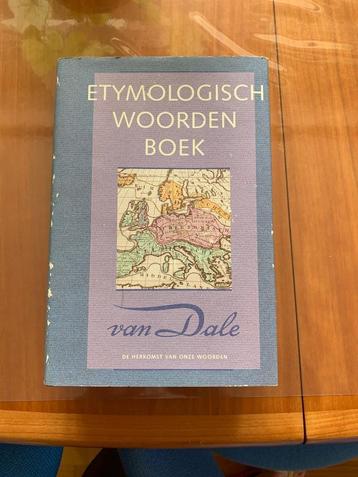 ETYMOLOGISCH
WOORDEN
BOEK
van Dale
DE HERKOMST VAN ONZE WOORDEN